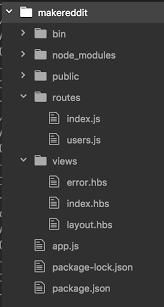 makereddit
bin
node_modules
public
routes
index.js
users.js
views
error.hbs
index.hbs
layout.hbs
app.js
package-lock.json
package.json